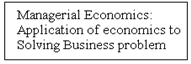 Managerial Economics:
Application of economics to
Solving Business problem